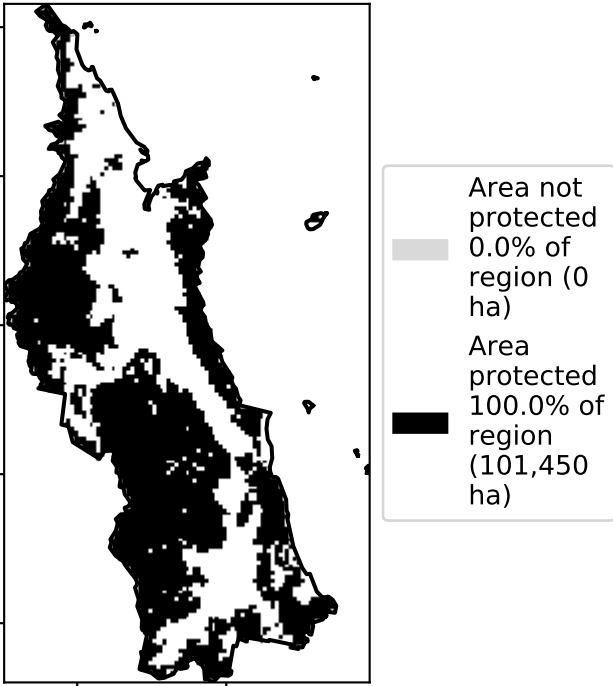 Area not
protected
0.0% of
region (0
ha)
Area
protected
100.0% of
region
(101,450
ha)